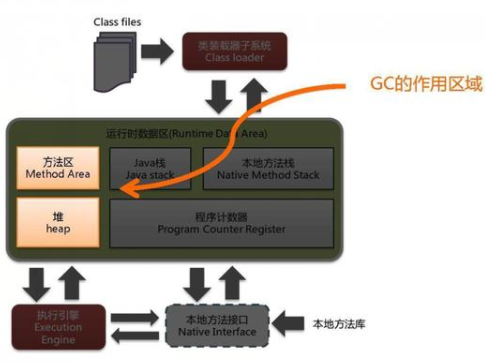 Class files
类装载器子系统
Class loader
GC的作用区域
运行时数据区(Runtime Data Area)
方法区
Method Area
Java栈
Java stack
本地方法栈
Native Method Stack
堆
heap
程序计数器
Program Counter Register
执行引擎
Execution
Engine
本地方法接口
Native Interface
本地方法库